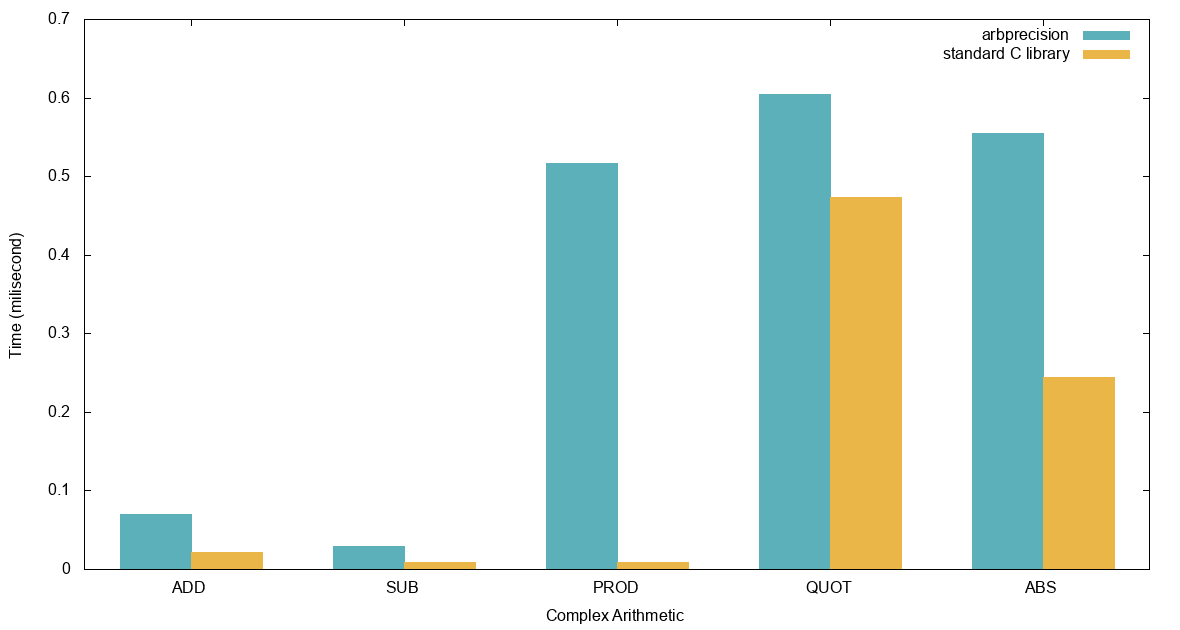 0.7
0.6
0.5
0.4
0.3
0.2
0.1
0
Time (milisecond)
arbprecision
standard C library
ADD SUB PROD QUOT ABS
Complex Arithmetic